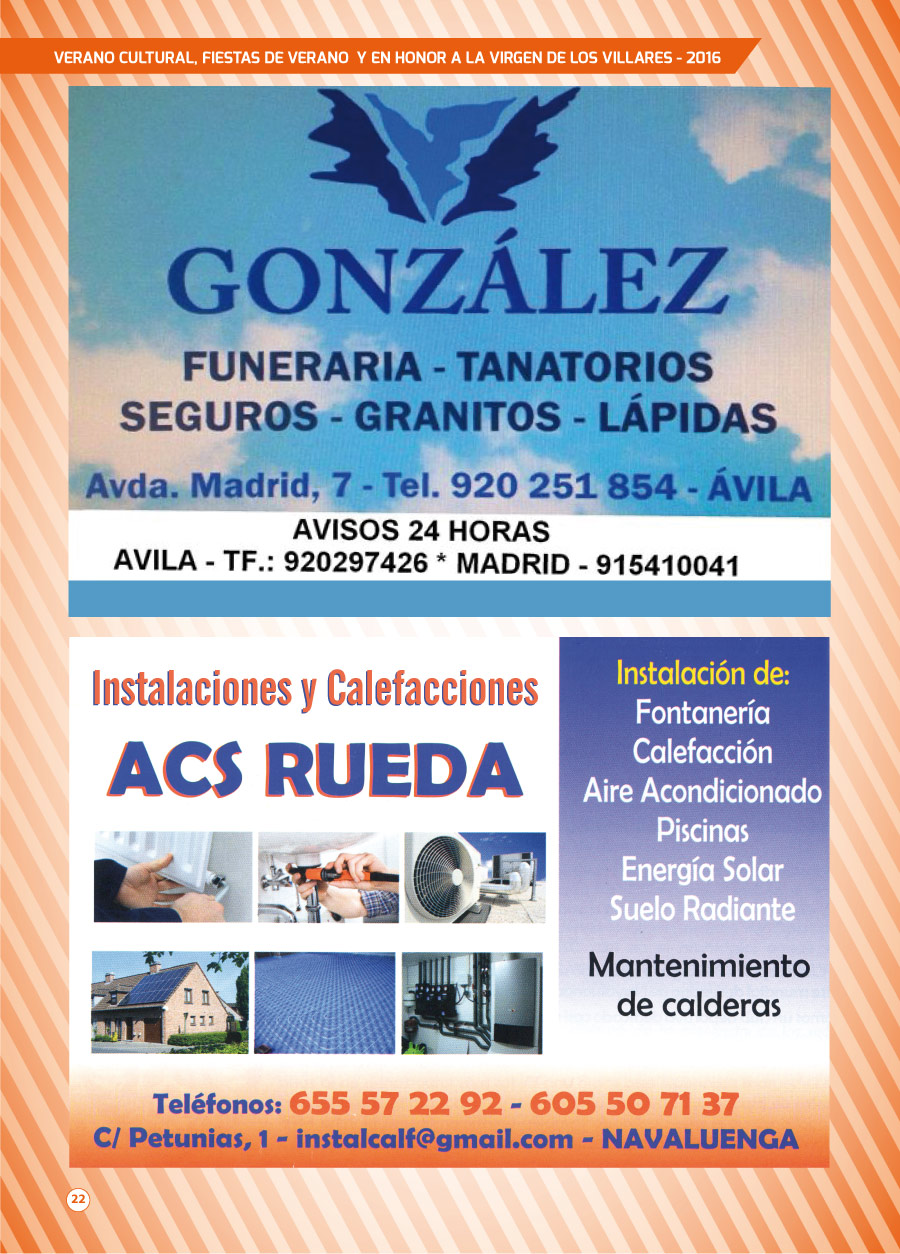 VERANO CULTURAL, FIESTAS DE VERANO Y EN HONOR A LA VIRGEN DE LOS VILLARES - 2016
GONZÁLEZ
FUNERARIA - TANATORIOS
SEGUROS - GRANITOS - LÁPIDAS
Avda. Madrid, 7 - Tel. 920 251 854 - ÁVILA
AVISOS 24 HORAS
AVILA - TF.: 920297426 * MADRID - 915410041
Instalaciones y Calefacciones
ACS RUEDA
Instalación de:
Fontanería
Calefacción
Aire Acondicionado
Piscinas
Energía Solar
Suelo Radiante
Mantenimiento
de calderas
Teléfonos: 655 57 22 92 - 605 50 71 37
C/ Petunias, 1 - instalcalf@gmail.com - NAVALUENGA
22